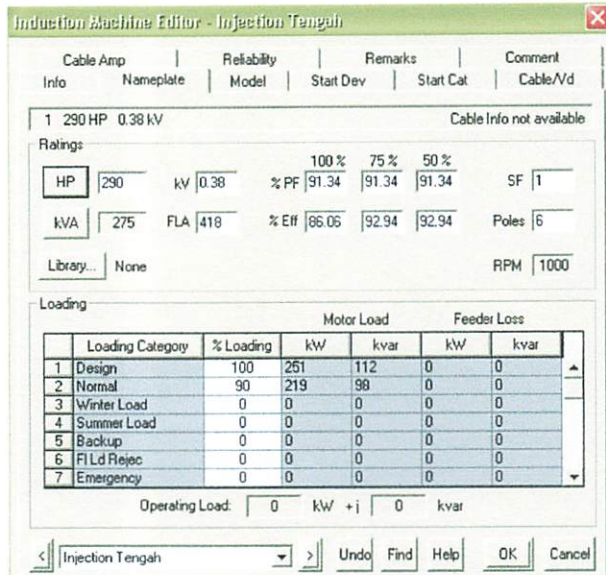 Induction Machine Editor - Injection Tengah
Cable Amp Reliability Remarks Comment
Info Nameplate Model Start Dev Start Cat Cable/Vd
1 290 HP 0.38 kV Cable Info not available
Ratings
100 % 75 % 50 %
HP 290 kV 0.38 % PF 91.34 91.34 91.34 SF 1
kVA 275 FLA 418 % Eff 86.06 92.94 92.94 Poles 6
Library... None RPM 1000
Loading
Motor Load Feeder Loss
Loading Category % Loading kW kvar kW kvar
1 Design 100 251 112 0 0
2 Normal 90 219 98 0 0
3 Winter Load 0 0 0 0 0
4 Summer Load 0 0 0 0 0
5 Backup 0 0 0 0 0
6 Fl Ld Rejec 0 0 0 0 0
7 Emergency 0 0 0 0 0
Operating Load: 0 kW + j 0 kvar
< Injection Tengah > Undo Find Help OK Cancel